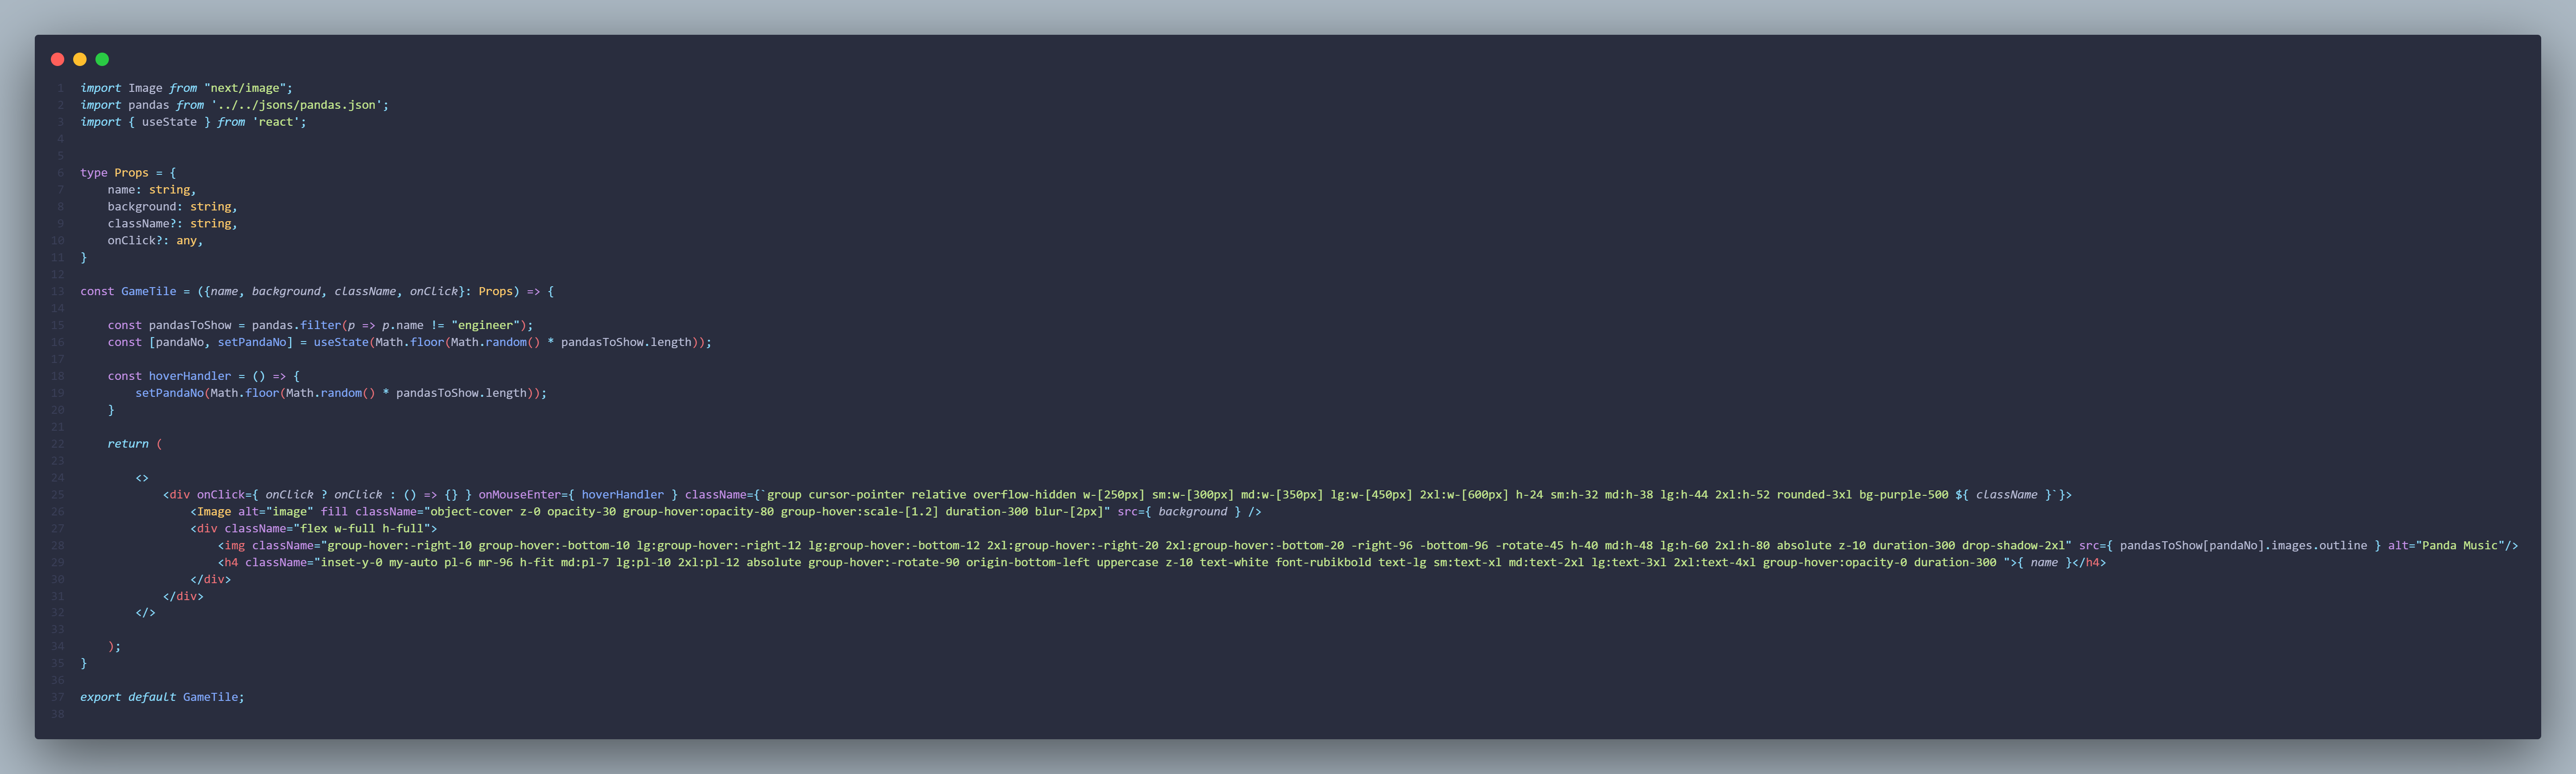 1 import Image from "next/image";
2 import pandas from '../../jsons/pandas.json';
3 import { useState } from 'react';
4
5
6 type Props = {
7     name: string,
8     background: string,
9     className?: string,
10     onClick?: any,
11 }
12
13 const GameTile = ({name, background, className, onClick}: Props) => {
14
15     const pandasToShow = pandas.filter(p => p.name != "engineer");
16     const [pandaNo, setPandaNo] = useState(Math.floor(Math.random() * pandasToShow.length));
17
18     const hoverHandler = () => {
19         setPandaNo(Math.floor(Math.random() * pandasToShow.length));
20     }
21
22     return (
23
24         <>
25             <div onClick={ onClick ? onClick : () => {} } onMouseEnter={ hoverHandler } className={`group cursor-pointer relative overflow-hidden w-[250px] sm:w-[300px] md:w-[350px] lg:w-[450px] 2xl:w-[600px] h-24 sm:h-32 md:h-38 lg:h-44 2xl:h-52 rounded-3xl bg-purple-500 ${ className }`}>
26                 <Image alt="image" fill className="object-cover z-0 opacity-30 group-hover:opacity-80 group-hover:scale-[1.2] duration-300 blur-[2px]" src={ background } />
27                 <div className="flex w-full h-full">
28                     <img className="group-hover:-right-10 group-hover:-bottom-10 lg:group-hover:-right-12 lg:group-hover:-bottom-12 2xl:group-hover:-right-20 2xl:group-hover:-bottom-20 -right-96 -bottom-96 -rotate-45 h-40 md:h-48 lg:h-60 2xl:h-80 absolute z-10 duration-300 drop-shadow-2xl" src={ pandasToShow[pandaNo].images.outline } alt="Panda Music"/>
29                     <h4 className="inset-y-0 my-auto pl-6 mr-96 h-fit md:pl-7 lg:pl-10 2xl:pl-12 absolute group-hover:-rotate-90 origin-bottom-left uppercase z-10 text-white font-rubikbold text-lg sm:text-xl md:text-2xl lg:text-3xl 2xl:text-4xl group-hover:opacity-0 duration-300 ">{ name }</h4>
30                 </div>
31             </div>
32         </>
33
34     );
35 }
36
37 export default GameTile;
38